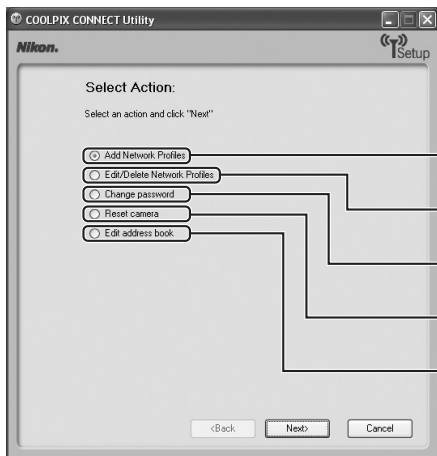 COOLPIX CONNECT Utility
Nikon.
Setup
Select Action:
Select an action and click "Next"
Add Network Profiles
Edit/Delete Network Profiles
Change password
Reset camera
Edit address book
<Back Next> Cancel